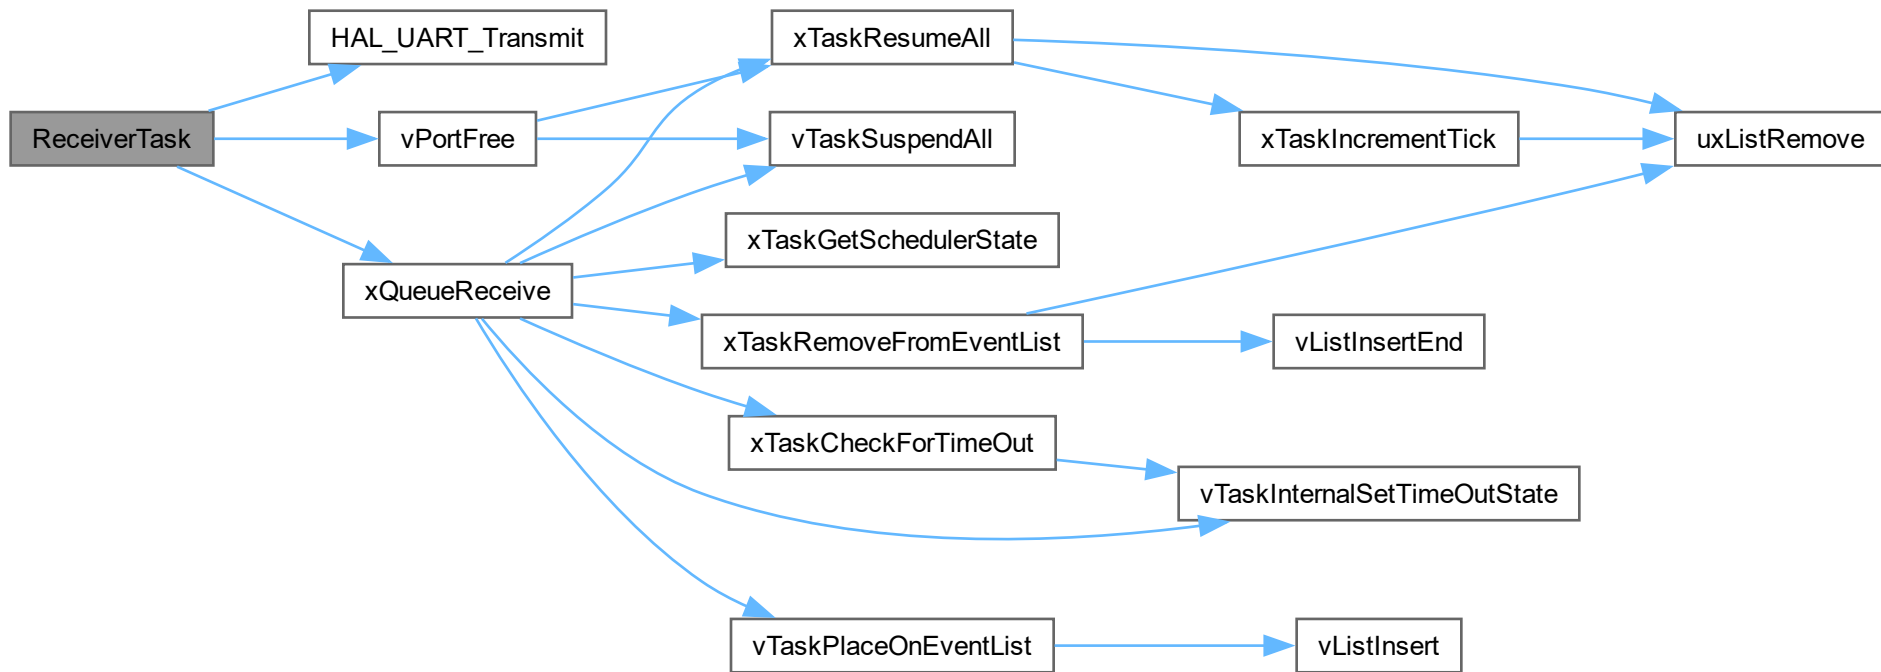 HAL_UART_Transmit
xTaskResumeAll
ReceiverTask
vPortFree
vTaskSuspendAll
xTaskIncrementTick
uxListRemove
xTaskGetSchedulerState
xQueueReceive
xTaskRemoveFromEventList
vListInsertEnd
xTaskCheckForTimeOut
vTaskInternalSetTimeOutState
vTaskPlaceOnEventList
vListInsert